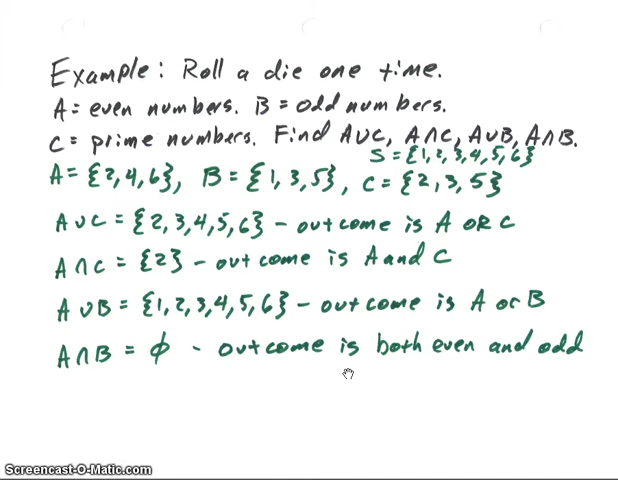 Example: Roll a die one time.
A = even numbers. B = odd numbers.
C = prime numbers. Find A∪C, A∩C, A∪B, A∩B.
S = {1, 2, 3, 4, 5, 6}
A = {2, 4, 6}, B = {1, 3, 5}, C = {2, 3, 5}
A∪C = {2, 3, 4, 5, 6} - outcome is A OR C
A∩C = {2} - outcome is A and C
A∪B = {1, 2, 3, 4, 5, 6} - outcome is A or B
A∩B = ϕ - outcome is both even and odd
Screencast-O-Matic.com